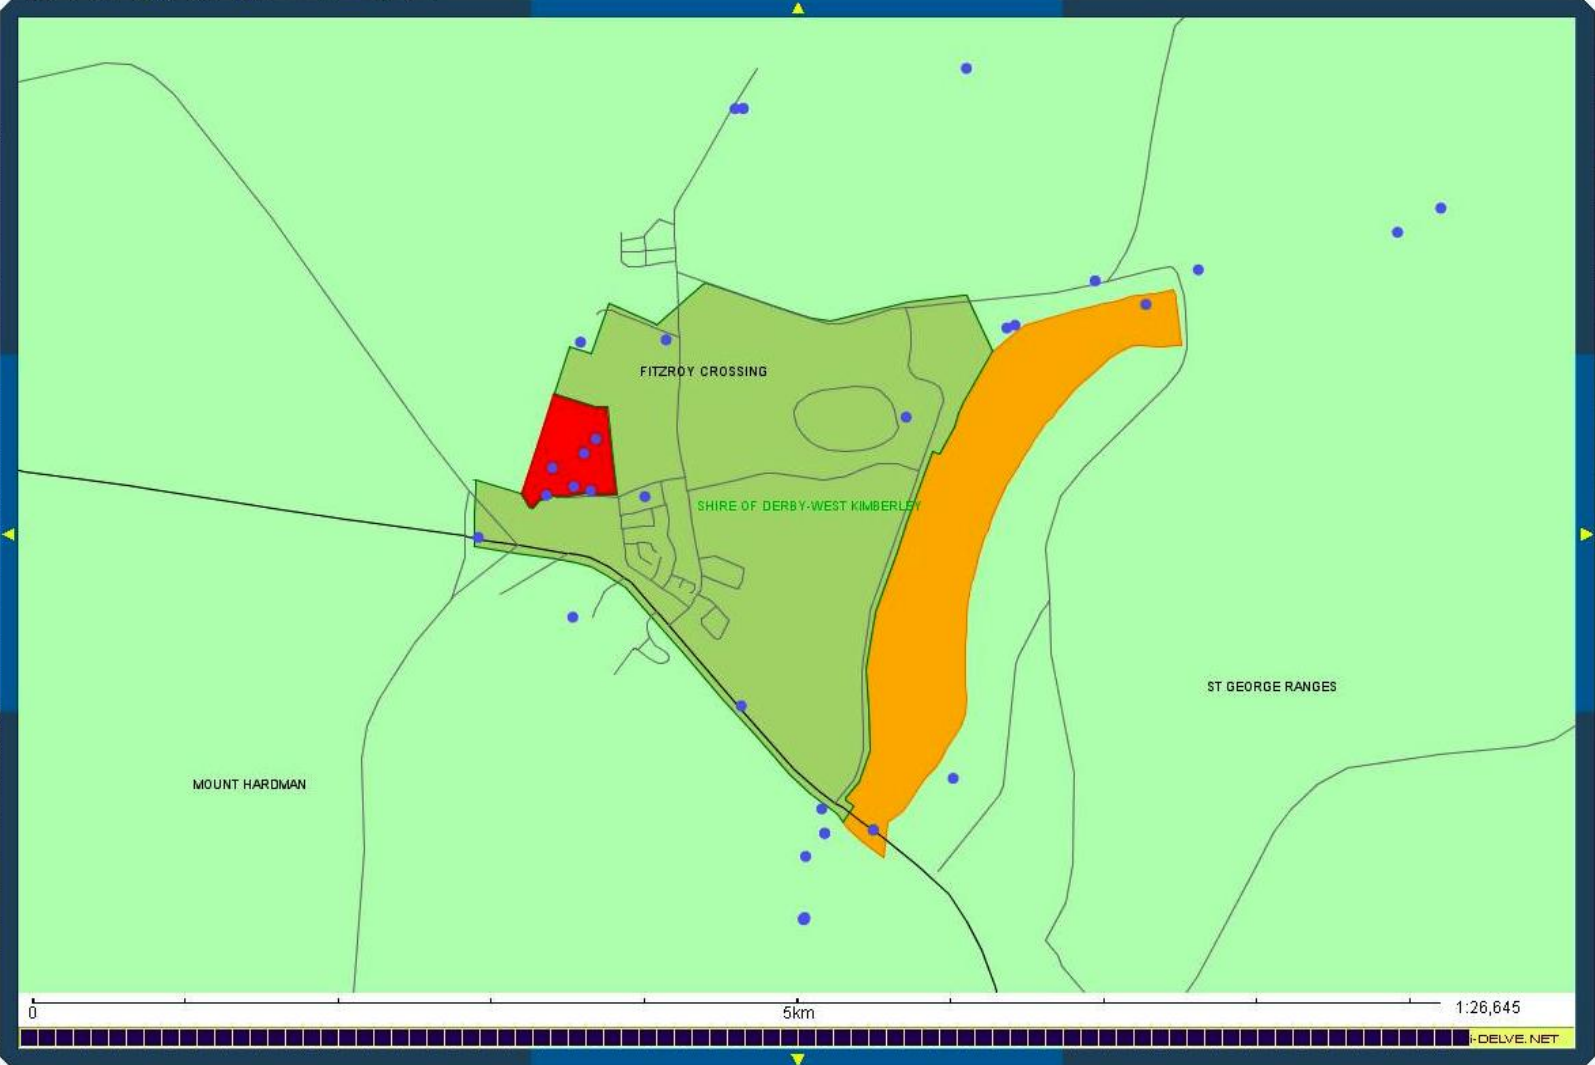 FITZROY CROSSING
SHIRE OF DERBY-WEST KIMBERLEY
ST GEORGE RANGES
MOUNT HARDMAN
0
5km
1:26,645
i-DELVE.NET